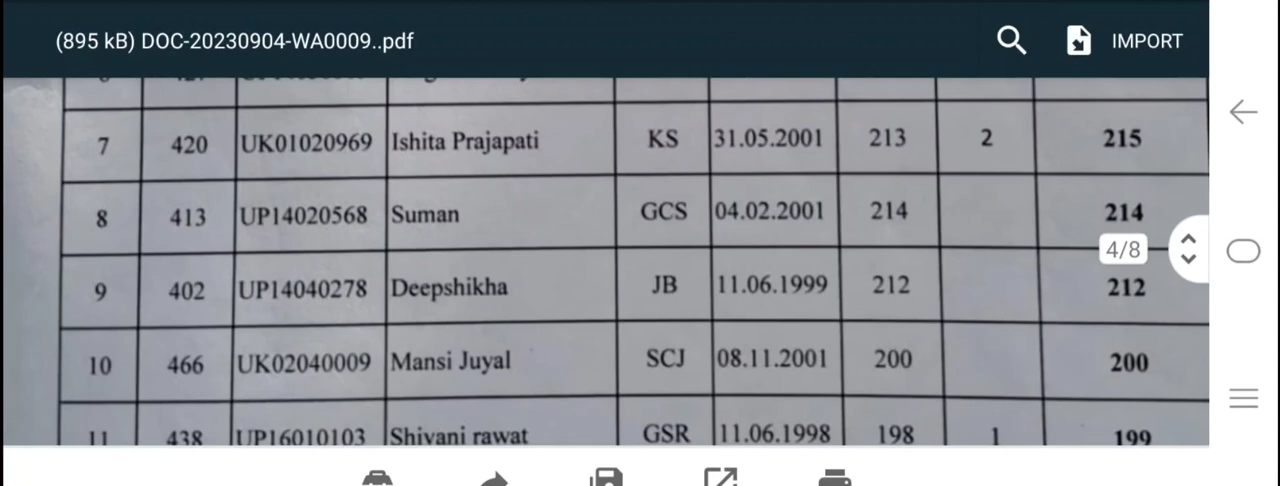 (895 kB) DOC-20230904-WA0009..pdf IMPORT
7 420 UK01020969 Ishita Prajapati KS 31.05.2001 213 2 215
8 413 UP14020568 Suman GCS 04.02.2001 214 214
4/8
9 402 UP14040278 Deepshikha JB 11.06.1999 212 212
10 466 UK02040009 Mansi Juyal SCJ 08.11.2001 200 200
11 438 UP16010103 Shivani rawat GSR 11.06.1998 198 1 199